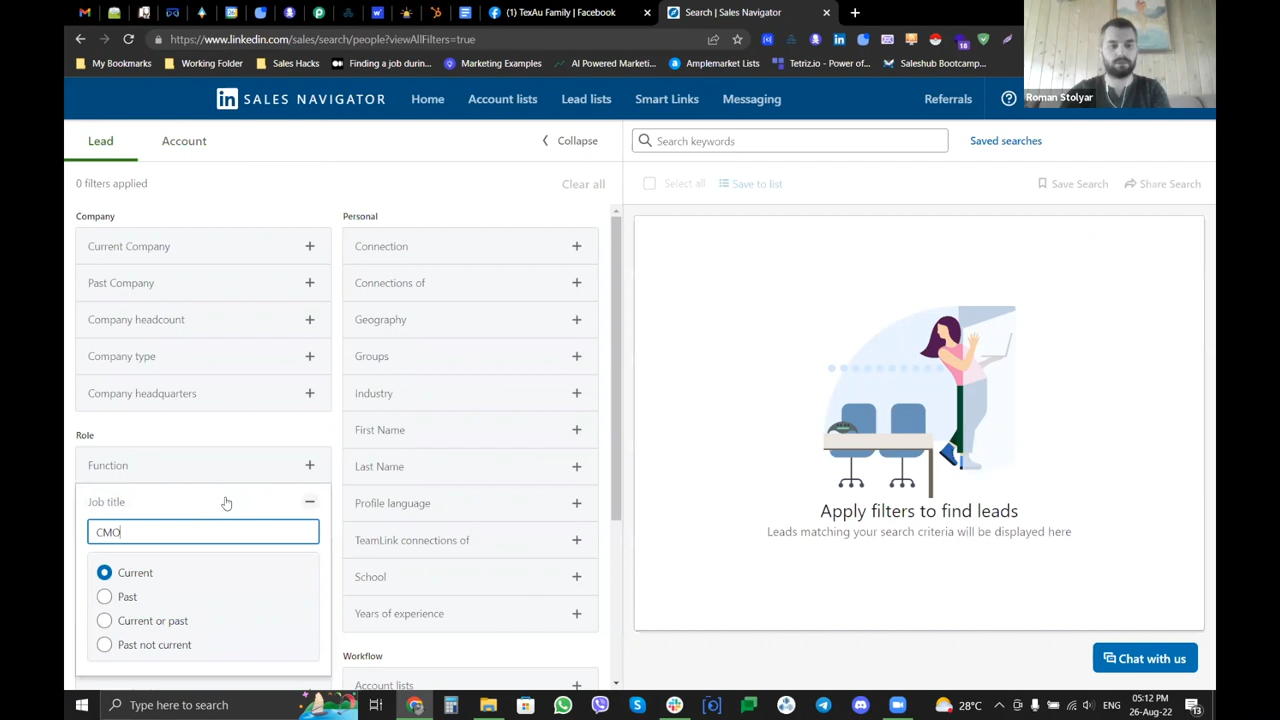 (1) TexAu Family | Facebook
Search | Sales Navigator
https://www.linkedin.com/sales/search/people?viewAllFilters=true
18
My Bookmarks
Working Folder
Sales Hacks
Finding a job durin...
Marketing Examples
AI Powered Marketi...
Amplemarket Lists
Tetriz.io - Power of...
Saleshub Bootcamp...
Roman Stolyar
in SALES NAVIGATOR
Home
Account lists
Lead lists
Smart Links
Messaging
Referrals
Lead
Account
Collapse
Search keywords
Saved searches
0 filters applied
Clear all
Select all
Save to list
Save Search
Share Search
Company
Current Company
Past Company
Company headcount
Company type
Company headquarters
Role
Function
Job title
CMO
Current
Past
Current or past
Past not current
Personal
Connection
Connections of
Geography
Groups
Industry
First Name
Last Name
Profile language
TeamLink connections of
School
Years of experience
Workflow
Account lists
Apply filters to find leads
Leads matching your search criteria will be displayed here
Chat with us
Type here to search
28°C
ENG
05:12 PM
26-Aug-22
13